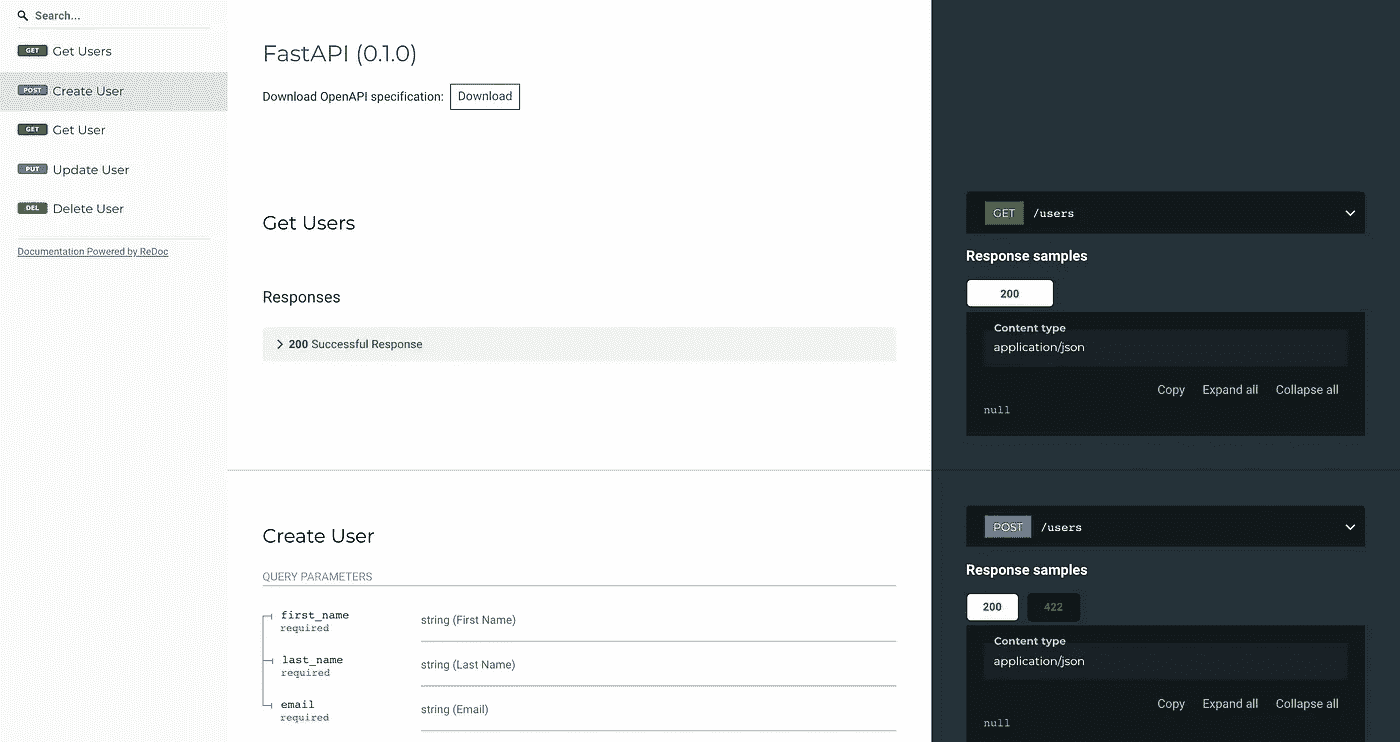 Search...
GET Get Users
POST Create User
GET Get User
PUT Update User
DEL Delete User
Documentation Powered by ReDoc
FastAPI (0.1.0)
Download OpenAPI specification: Download
Get Users
Responses
200 Successful Response
GET /users
Response samples
200
Content type
application/json
Copy Expand all Collapse all
null
Create User
QUERY PARAMETERS
first_name
required
string (First Name)
last_name
required
string (Last Name)
email
required
string (Email)
POST /users
Response samples
200 422
Content type
application/json
Copy Expand all Collapse all
null